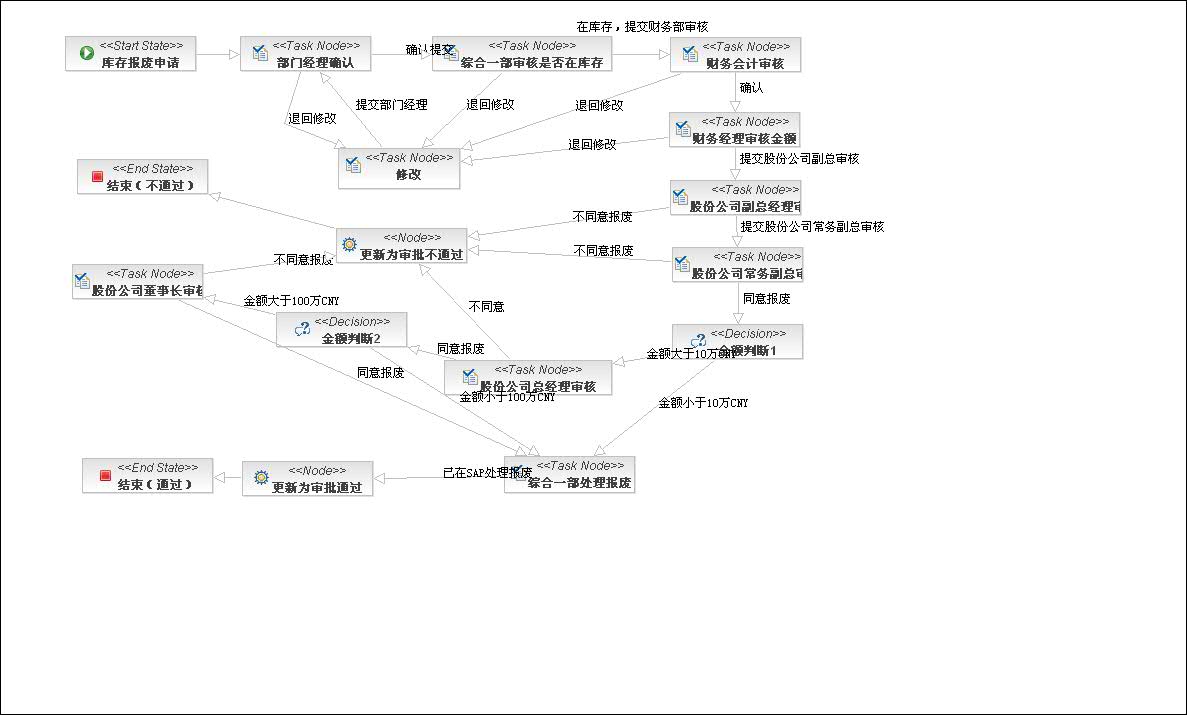 在库存，提交财务部审核
<<Start State>>
库存报废申请
<<Task Node>>
部门经理确认
确认提交
<<Task Node>>
综合一部审核是否在库存
<<Task Node>>
财务会计审核
确认
退回修改
提交部门经理
退回修改
退回修改
<<Task Node>>
财务经理审核金额
退回修改
<<Task Node>>
修改
提交股份公司副总审核
<<End State>>
结束（不通过）
<<Task Node>>
股份公司副总经理审
不同意报废
提交股份公司常务副总审核
<<Node>>
更新为审批不通过
不同意报废
<<Task Node>>
股份公司常务副总审
不同意报废
<<Task Node>>
股份公司董事长审核
金额大于100万CNY
同意报废
不同意
<<Decision>>
金额判断2
<<Decision>>
金额判断1
同意报废
金额大于10万CNY
<<Task Node>>
股份公司总经理审核
同意报废
金额小于100万CNY
金额小于10万CNY
<<End State>>
结束（通过）
<<Node>>
更新为审批通过
已在SAP处理报废
<<Task Node>>
综合一部处理报废